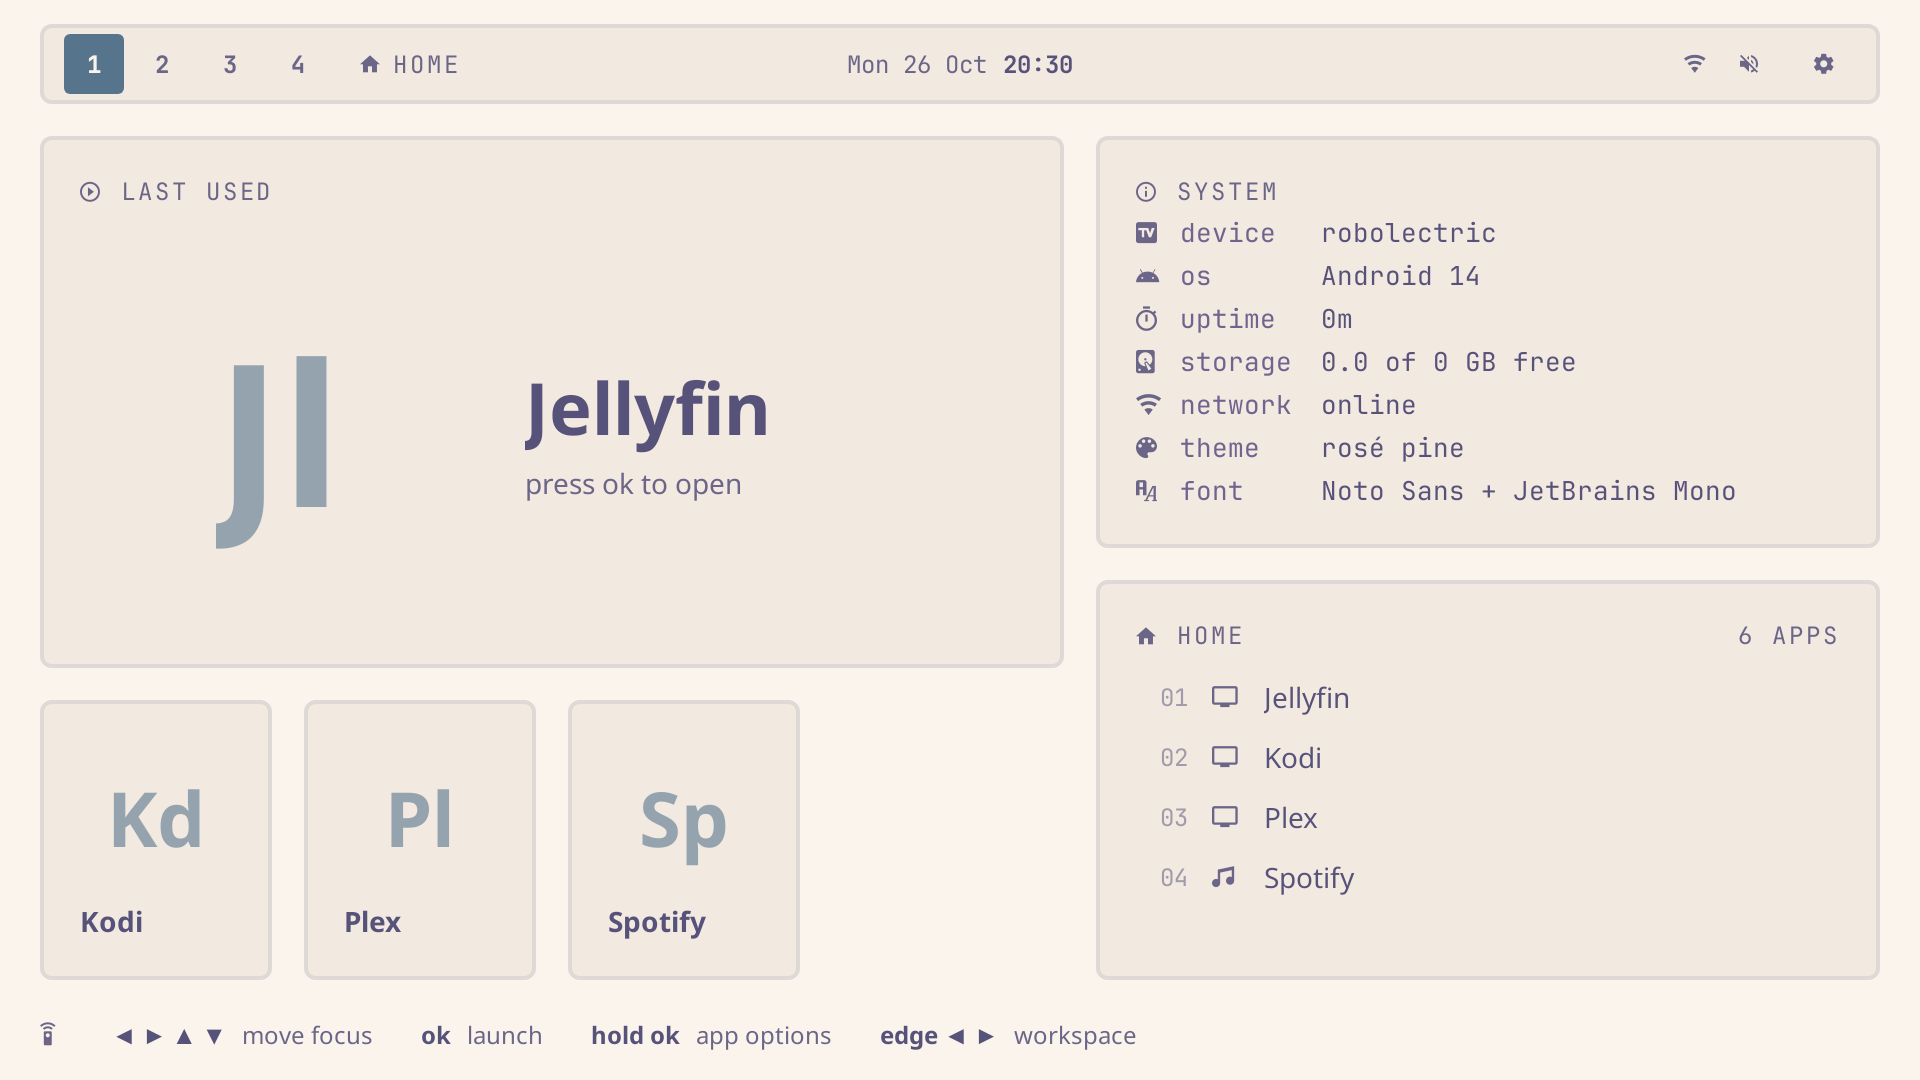 1 2 3 4 HOME Mon 26 Oct 20:30
LAST USED
Jl
Jellyfin
press ok to open
SYSTEM
TV device robolectric
os Android 14
uptime 0m
storage 0.0 of 0 GB free
network online
theme rosé pine
font Noto Sans + JetBrains Mono
Kd
Kodi
Pl
Plex
Sp
Spotify
HOME 6 APPS
01 Jellyfin
02 Kodi
03 Plex
04 Spotify
◀ ▶ ▲ ▼ move focus ok launch hold ok app options edge ◀ ▶ workspace